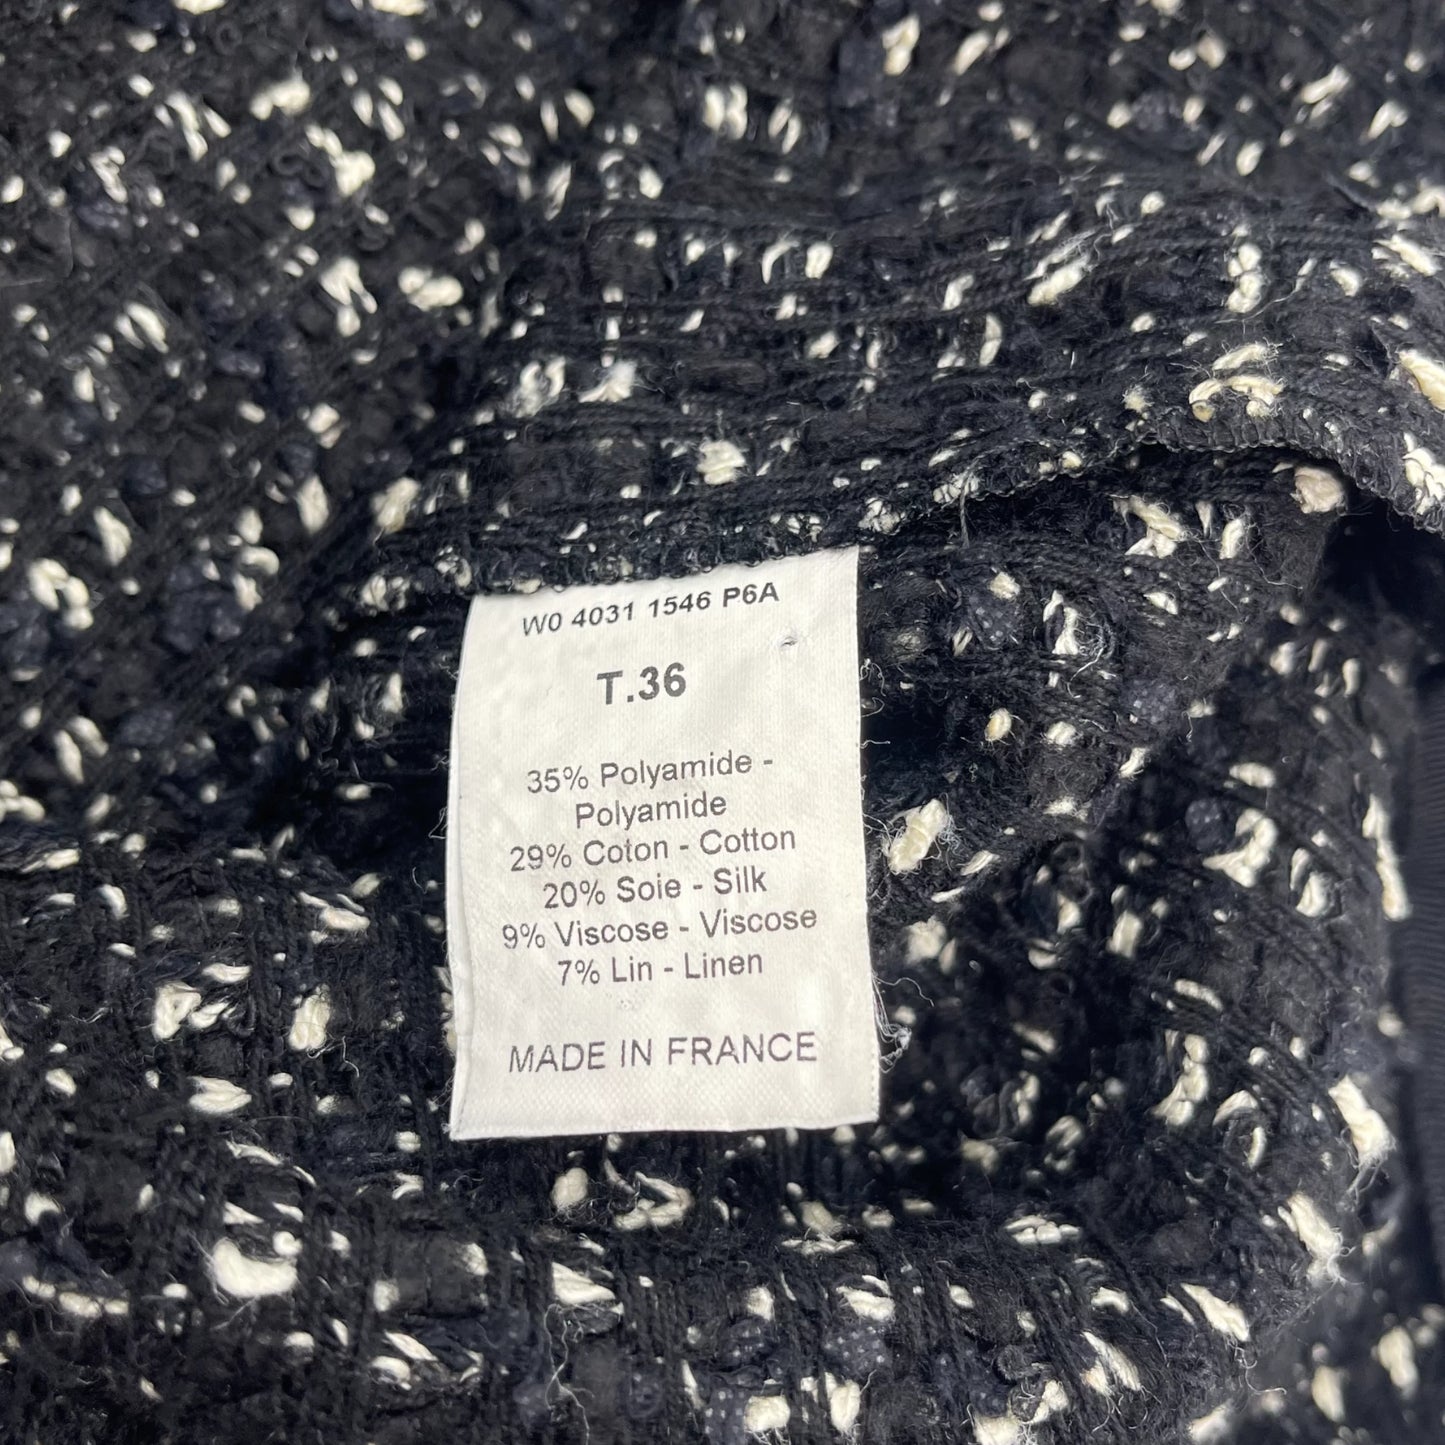 W0 4031 1546 P6A
T.36
35% Polyamide -
Polyamide
29% Coton - Cotton
20% Soie - Silk
9% Viscose - Viscose
7% Lin - Linen
MADE IN FRANCE